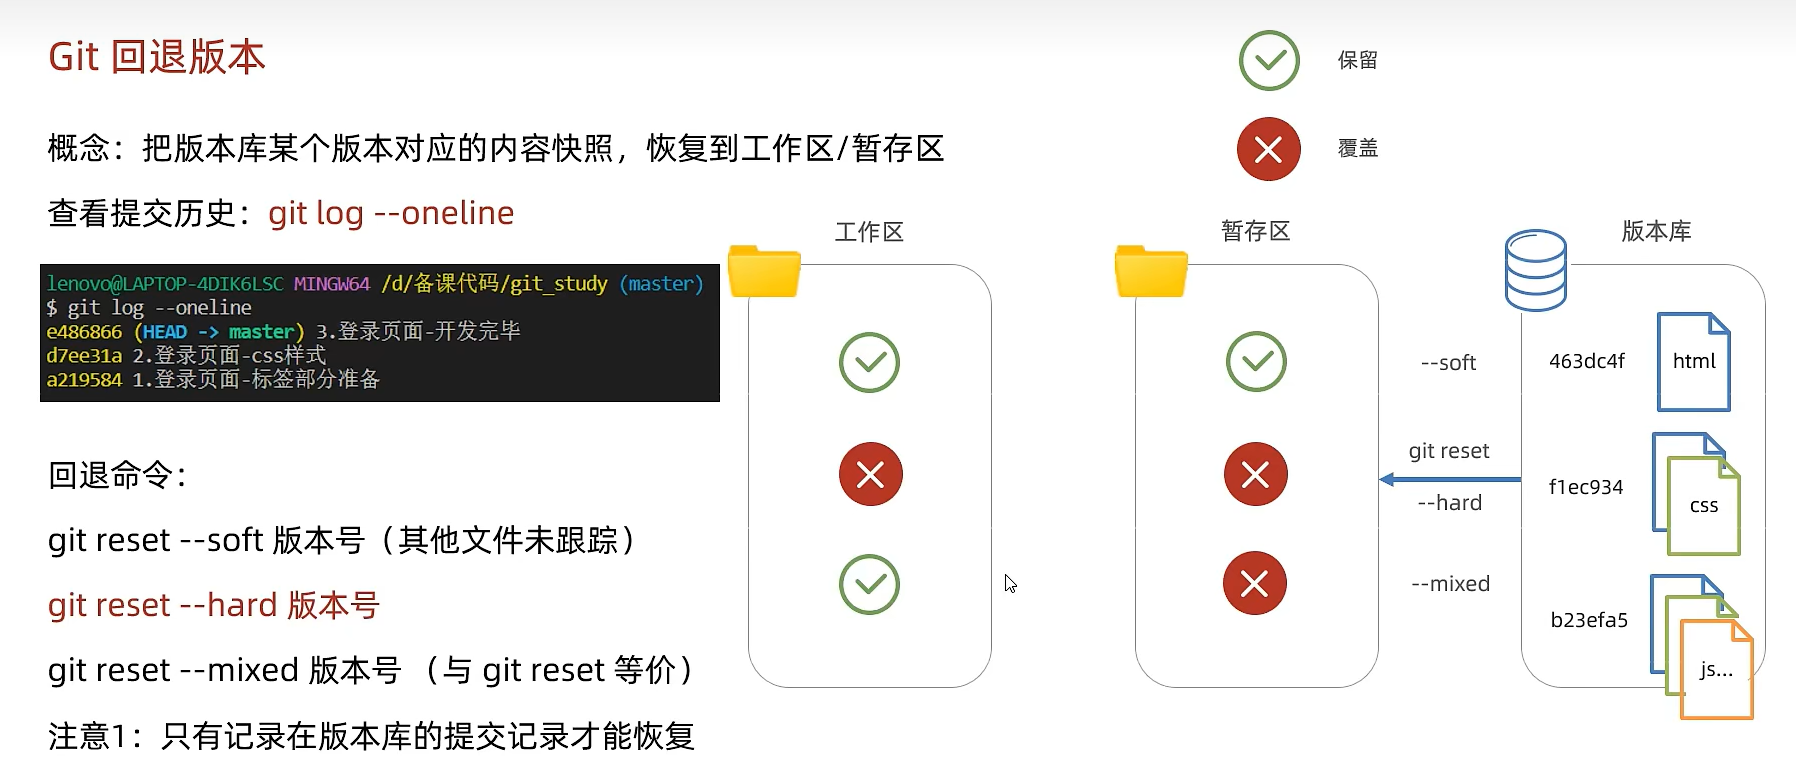 Git 回退版本
保留
覆盖
概念：把版本库某个版本对应的内容快照，恢复到工作区/暂存区
查看提交历史：git log --oneline
lenovo@LAPTOP-4DIK6LSC MINGW64 /d/备课代码/git_study (master)
$ git log --oneline
e486866 (HEAD -> master) 3.登录页面-开发完毕
d7ee31a 2.登录页面-css样式
a219584 1.登录页面-标签部分准备
回退命令：
git reset --soft 版本号（其他文件未跟踪）
git reset --hard 版本号
git reset --mixed 版本号 （与 git reset 等价）
注意1：只有记录在版本库的提交记录才能恢复
工作区
暂存区
版本库
--soft
git reset
--hard
--mixed
463dc4f
html
f1ec934
css
b23efa5
js...